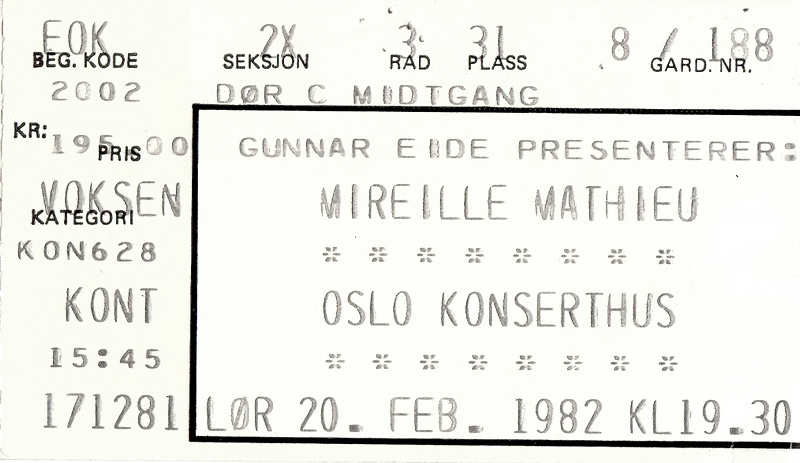 EOK 2X 3 31 8 / 188
BEG. KODE SEKSJON RAD PLASS GARD. NR.
2002 DØR C MIDTGANG
KR: 195.00 GUNNAR EIDE PRESENTERER:
PRIS
VOKSEN MIREILLE MATHIEU
KATEGORI
KON628 * * * * * * * *
KONT OSLO KONSERTHUS
15:45 * * * * * * * *
171281 LØR 20. FEB. 1982 KL19.30